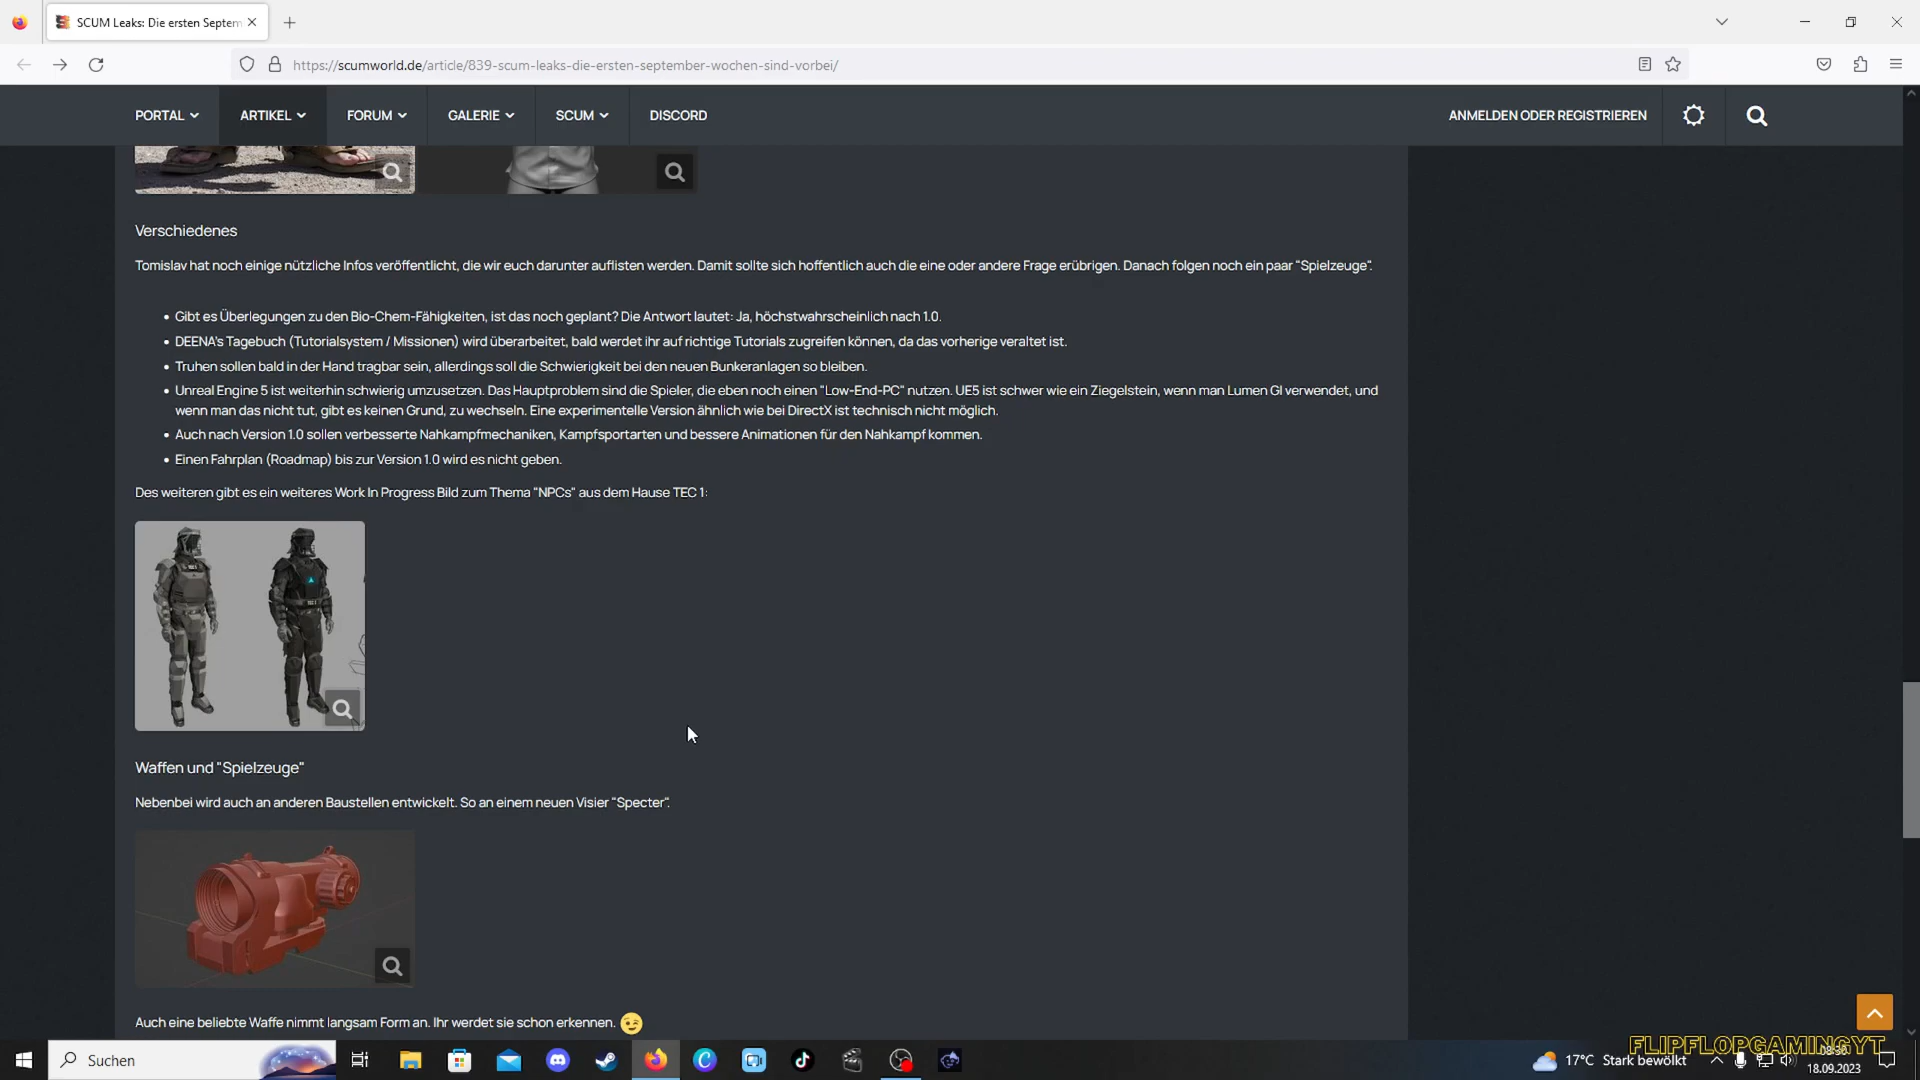 SCUM Leaks: Die ersten Septem
https://scumworld.de/article/839-scum-leaks-die-ersten-september-wochen-sind-vorbei/
PORTAL
ARTIKEL
FORUM
GALERIE
SCUM
DISCORD
ANMELDEN ODER REGISTRIEREN
Verschiedenes
Tomislav hat noch einige nützliche Infos veröffentlicht, die wir euch darunter auflisten werden. Damit sollte sich hoffentlich auch die eine oder andere Frage erübrigen. Danach folgen noch ein paar "Spielzeuge".
• Gibt es Überlegungen zu den Bio-Chem-Fähigkeiten, ist das noch geplant? Die Antwort lautet: Ja, höchstwahrscheinlich nach 1.0.
• DEENA's Tagebuch (Tutorialsystem / Missionen) wird überarbeitet, bald werdet ihr auf richtige Tutorials zugreifen können, da das vorherige veraltet ist.
• Truhen sollen bald in der Hand tragbar sein, allerdings soll die Schwierigkeit bei den neuen Bunkeranlagen so bleiben.
• Unreal Engine 5 ist weiterhin schwierig umzusetzen. Das Hauptproblem sind die Spieler, die eben noch einen "Low-End-PC" nutzen. UE5 ist schwer wie ein Ziegelstein, wenn man Lumen GI verwendet, und
wenn man das nicht tut, gibt es keinen Grund, zu wechseln. Eine experimentelle Version ähnlich wie bei DirectX ist technisch nicht möglich.
• Auch nach Version 1.0 sollen verbesserte Nahkampfmechaniken, Kampfsportarten und bessere Animationen für den Nahkampf kommen.
• Einen Fahrplan (Roadmap) bis zur Version 1.0 wird es nicht geben.
Des weiteren gibt es ein weiteres Work In Progress Bild zum Thema "NPCs" aus dem Hause TEC 1:
Waffen und "Spielzeuge"
Nebenbei wird auch an anderen Baustellen entwickelt. So an einem neuen Visier "Specter".
Auch eine beliebte Waffe nimmt langsam Form an. Ihr werdet sie schon erkennen. 😉
FLIPFLOPGAMINGYT
Suchen
17°C Stark bewölkt
18.09.2023